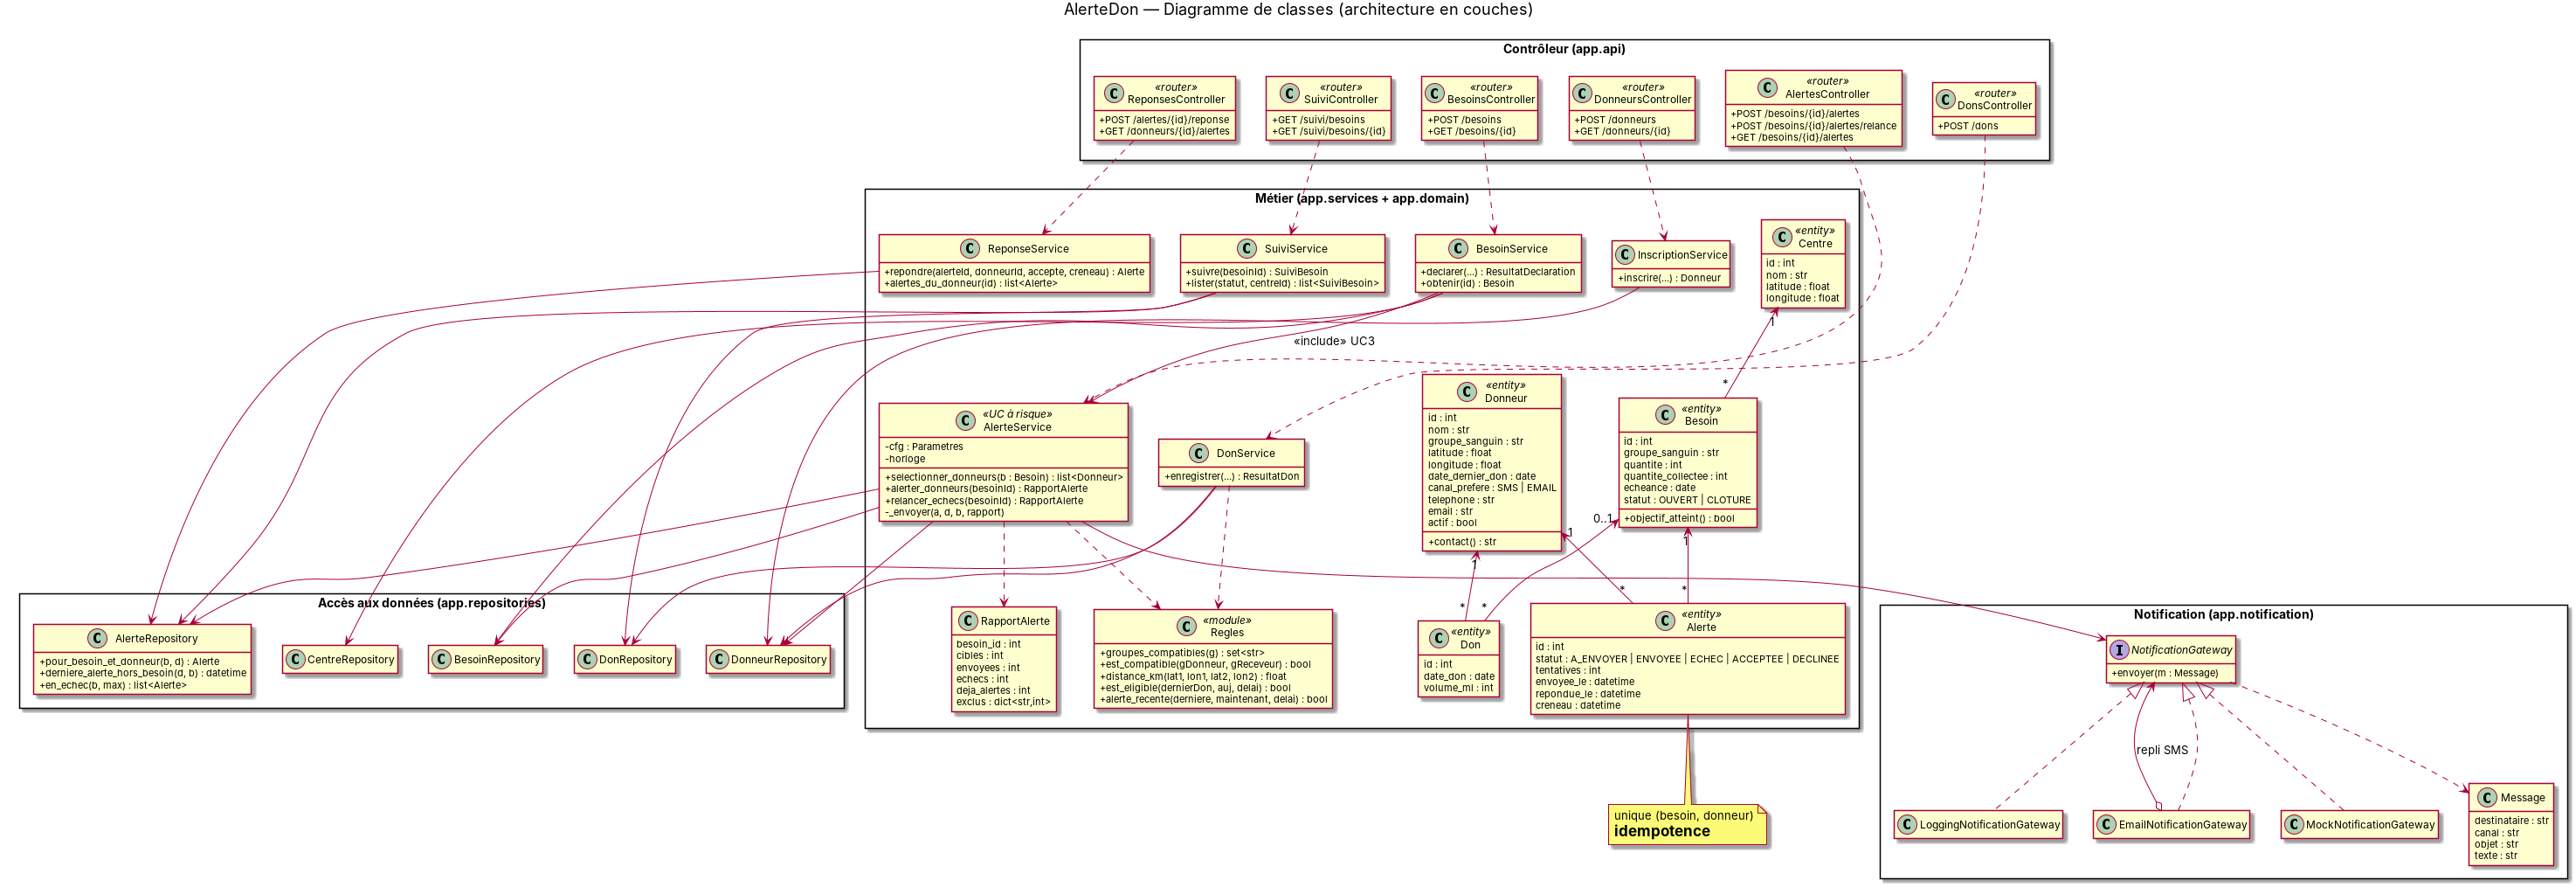 AlerteDon — Diagramme de classes (architecture en couches)
Contrôleur (app.api)
«router»
ReponsesController
+POST /alertes/{id}/reponse
+GET /donneurs/{id}/alertes
«router»
SuiviController
+GET /suivi/besoins
+GET /suivi/besoins/{id}
«router»
BesoinsController
+POST /besoins
+GET /besoins/{id}
«router»
DonneursController
+POST /donneurs
+GET /donneurs/{id}
«router»
AlertesController
+POST /besoins/{id}/alertes
+POST /besoins/{id}/alertes/relance
+GET /besoins/{id}/alertes
«router»
DonsController
+POST /dons
Métier (app.services + app.domain)
ReponseService
+repondre(alerteId, donneurId, accepte, creneau) : Alerte
+alertes_du_donneur(id) : list<Alerte>
SuiviService
+suivre(besoinId) : SuiviBesoin
+lister(statut, centreId) : list<SuiviBesoin>
BesoinService
+declarer(...) : ResultatDeclaration
+obtenir(id) : Besoin
InscriptionService
+inscrire(...) : Donneur
«entity»
Centre
id : int
nom : str
latitude : float
longitude : float
1
*
«include» UC3
«UC à risque»
AlerteService
-cfg : Parametres
-horloge
+selectionner_donneurs(b : Besoin) : list<Donneur>
+alerter_donneurs(besoinId) : RapportAlerte
+relancer_echecs(besoinId) : RapportAlerte
-_envoyer(a, d, b, rapport)
DonService
+enregistrer(...) : ResultatDon
«entity»
Donneur
id : int
nom : str
groupe_sanguin : str
latitude : float
longitude : float
date_dernier_don : date
canal_prefere : SMS | EMAIL
telephone : str
email : str
actif : bool
+contact() : str
«entity»
Besoin
id : int
groupe_sanguin : str
quantite : int
quantite_collectee : int
echeance : date
statut : OUVERT | CLOTURE
+objectif_atteint() : bool
0..1
1
1
1
*
*
*
*
RapportAlerte
besoin_id : int
cibles : int
envoyees : int
echecs : int
deja_alertes : int
exclus : dict<str,int>
«module»
Regles
+groupes_compatibles(g) : set<str>
+est_compatible(gDonneur, gReceveur) : bool
+distance_km(lat1, lon1, lat2, lon2) : float
+est_eligible(dernierDon, auj, delai) : bool
+alerte_recente(derniere, maintenant, delai) : bool
«entity»
Don
id : int
date_don : date
volume_ml : int
«entity»
Alerte
id : int
statut : A_ENVOYER | ENVOYEE | ECHEC | ACCEPTEE | DECLINEE
tentatives : int
envoyee_le : datetime
repondue_le : datetime
creneau : datetime
unique (besoin, donneur)
idempotence
Accès aux données (app.repositories)
AlerteRepository
+pour_besoin_et_donneur(b, d) : Alerte
+derniere_alerte_hors_besoin(d, b) : datetime
+en_echec(b, max) : list<Alerte>
CentreRepository
BesoinRepository
DonRepository
DonneurRepository
Notification (app.notification)
NotificationGateway
+envoyer(m : Message)
repli SMS
LoggingNotificationGateway
EmailNotificationGateway
MockNotificationGateway
Message
destinataire : str
canal : str
objet : str
texte : str